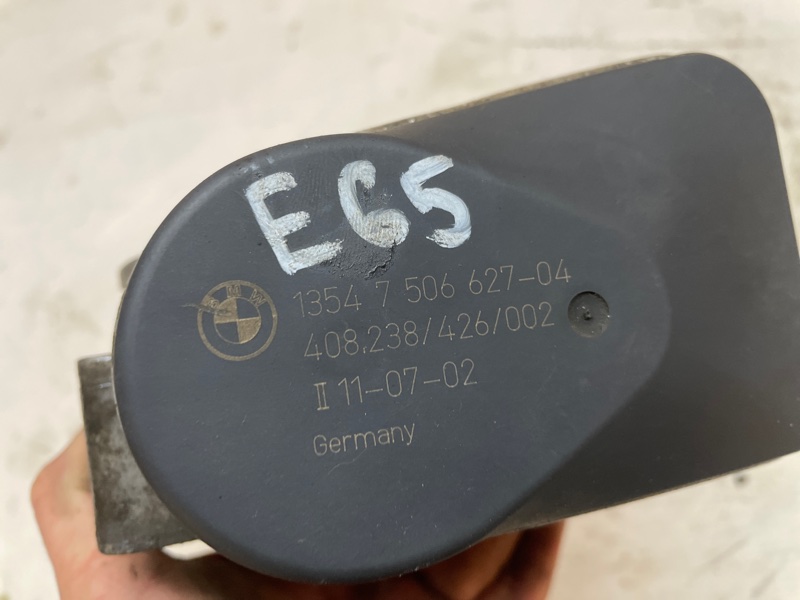 E65
BMW
1354 7 506 627-04
408.238/426/002
II 11-07-02
Germany